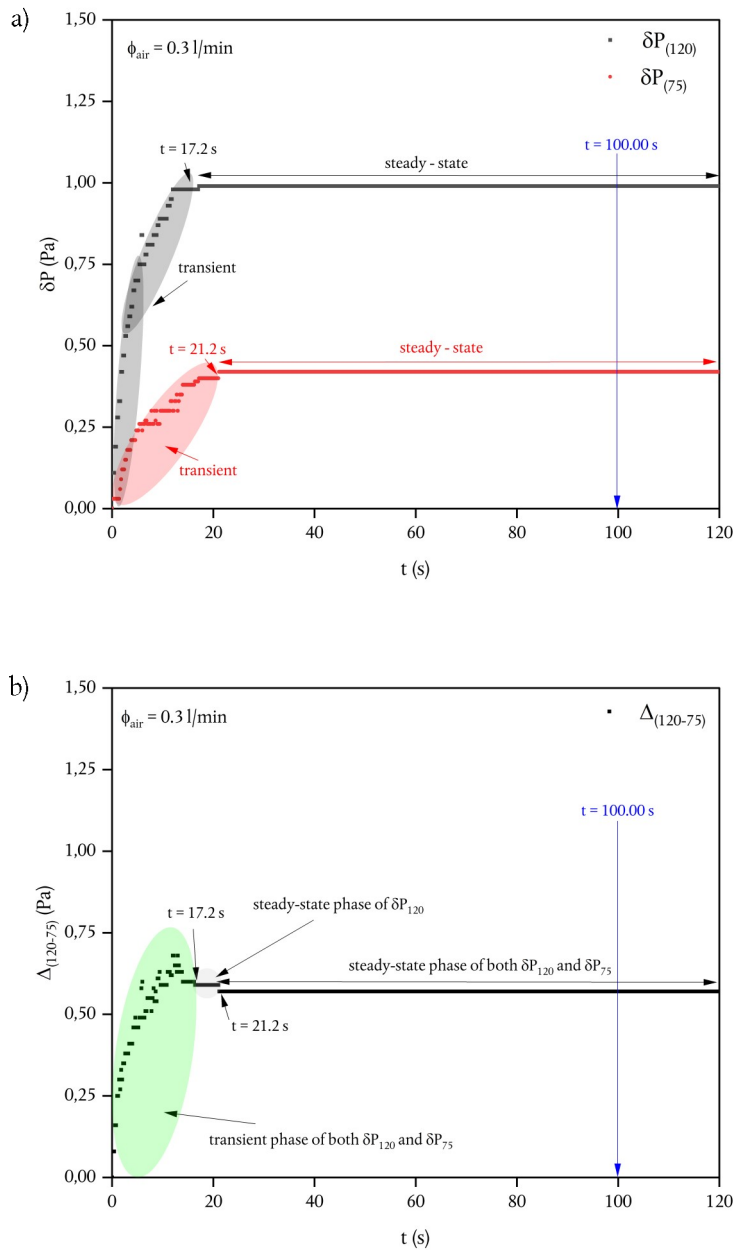 a)
1,50
ϕair = 0.3 l/min
δP(120)
δP(75)
1,25
t = 17.2 s
t = 100.00 s
steady - state
1,00
δP (Pa)
0,75
transient
0,50
t = 21.2 s
steady - state
0,25
transient
0,00
0 20 40 60 80 100 120
t (s)
b)
1,50
ϕair = 0.3 l/min
Δ(120-75)
1,25
t = 100.00 s
1,00
Δ(120-75) (Pa)
steady-state phase of δP120
t = 17.2 s
0,75
steady-state phase of both δP120 and δP75
0,50
t = 21.2 s
0,25
transient phase of both δP120 and δP75
0,00
0 20 40 60 80 100 120
t (s)